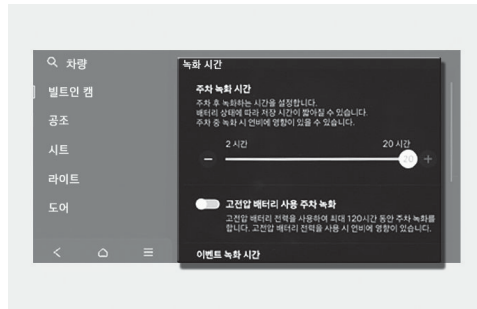 차량
빌트인 캠
공조
시트
라이트
도어
녹화 시간
주차 녹화 시간
주차 후 녹화하는 시간을 설정합니다.
배터리 상태에 따라 저장 시간이 짧아질 수 있습니다.
주차 중 녹화 시 연비에 영향이 있을 수 있습니다.
2 시간 20 시간
− 20 +
고전압 배터리 사용 주차 녹화
고전압 배터리 전력을 사용하여 최대 120시간 동안 주차 녹화를
합니다. 고전압 배터리 전력을 사용 시 연비에 영향이 있습니다.
이벤트 녹화 시간